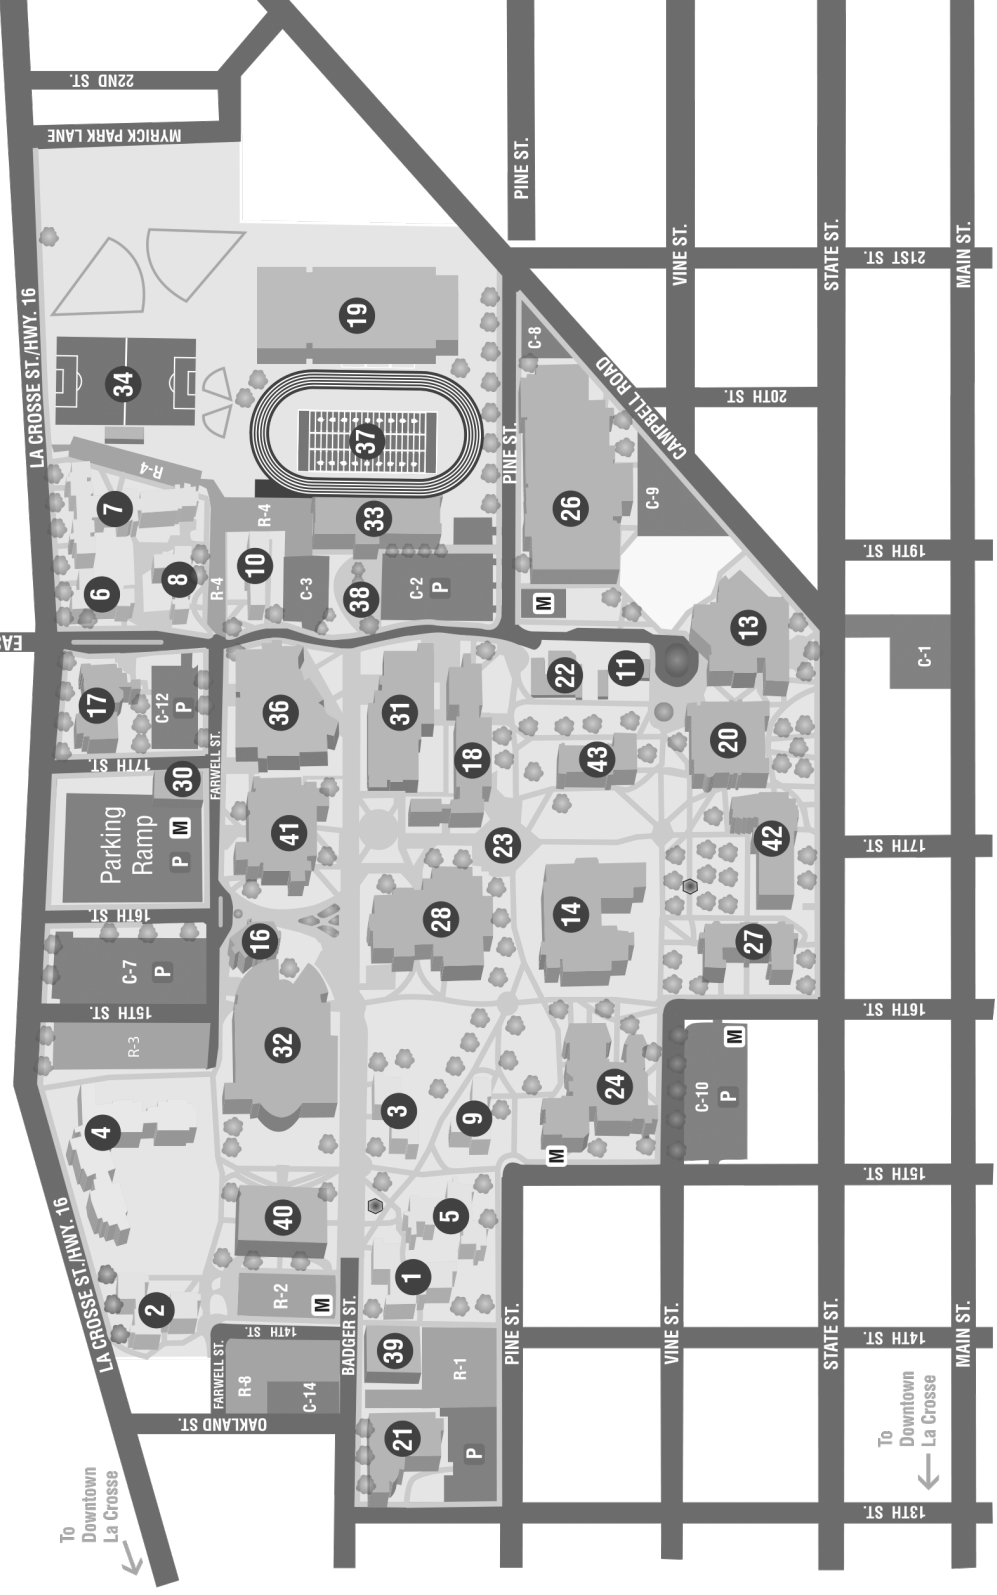 22ND ST.
MYRICK PARK LANE
LA CROSSE ST./HWY. 16
PINE ST.
VINE ST.
STATE ST.
MAIN ST.
21ST ST.
19
C-8
34
CAMPBELL ROAD
20TH ST.
37
R-4
PINE ST.
7
R-4
33
26
C-9
10
6
8
R-4
C-3
38
C-2
P
M
19TH ST.
13
EAS
C-1
17
C-12
P
36
31
22
11
18
43
20
17TH ST.
30
FARWELL ST.
Parking
Ramp
P
M
41
23
42
17TH ST.
16TH ST.
28
14
16
27
C-7
P
15TH ST.
R-3
32
16TH ST.
3
9
24
M
C-10
P
M
4
15TH ST.
40
5
1
LA CROSSE ST./HWY. 16
2
R-2
M
14TH ST.
BADGER ST.
PINE ST.
VINE ST.
STATE ST.
MAIN ST.
14TH ST.
39
R-1
FARWELL ST.
R-8
C-14
OAKLAND ST.
21
P
To
Downtown
La Crosse
To
Downtown
La Crosse
13TH ST.